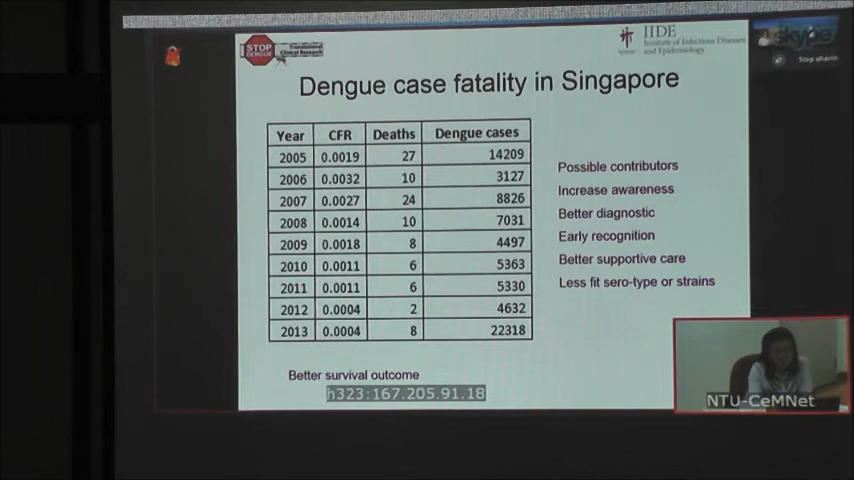 STOP
DENGUE
Translational
Clinical Research
IIDE
Institute of Infectious Diseases
and Epidemiology
skype
Stop sharin
Dengue case fatality in Singapore
Year CFR Deaths Dengue cases
2005 0.0019 27 14209
2006 0.0032 10 3127
2007 0.0027 24 8826
2008 0.0014 10 7031
2009 0.0018 8 4497
2010 0.0011 6 5363
2011 0.0011 6 5330
2012 0.0004 2 4632
2013 0.0004 8 22318
Possible contributors
Increase awareness
Better diagnostic
Early recognition
Better supportive care
Less fit sero-type or strains
Better survival outcome
h323:167.205.91.18
NTU-CeMNet